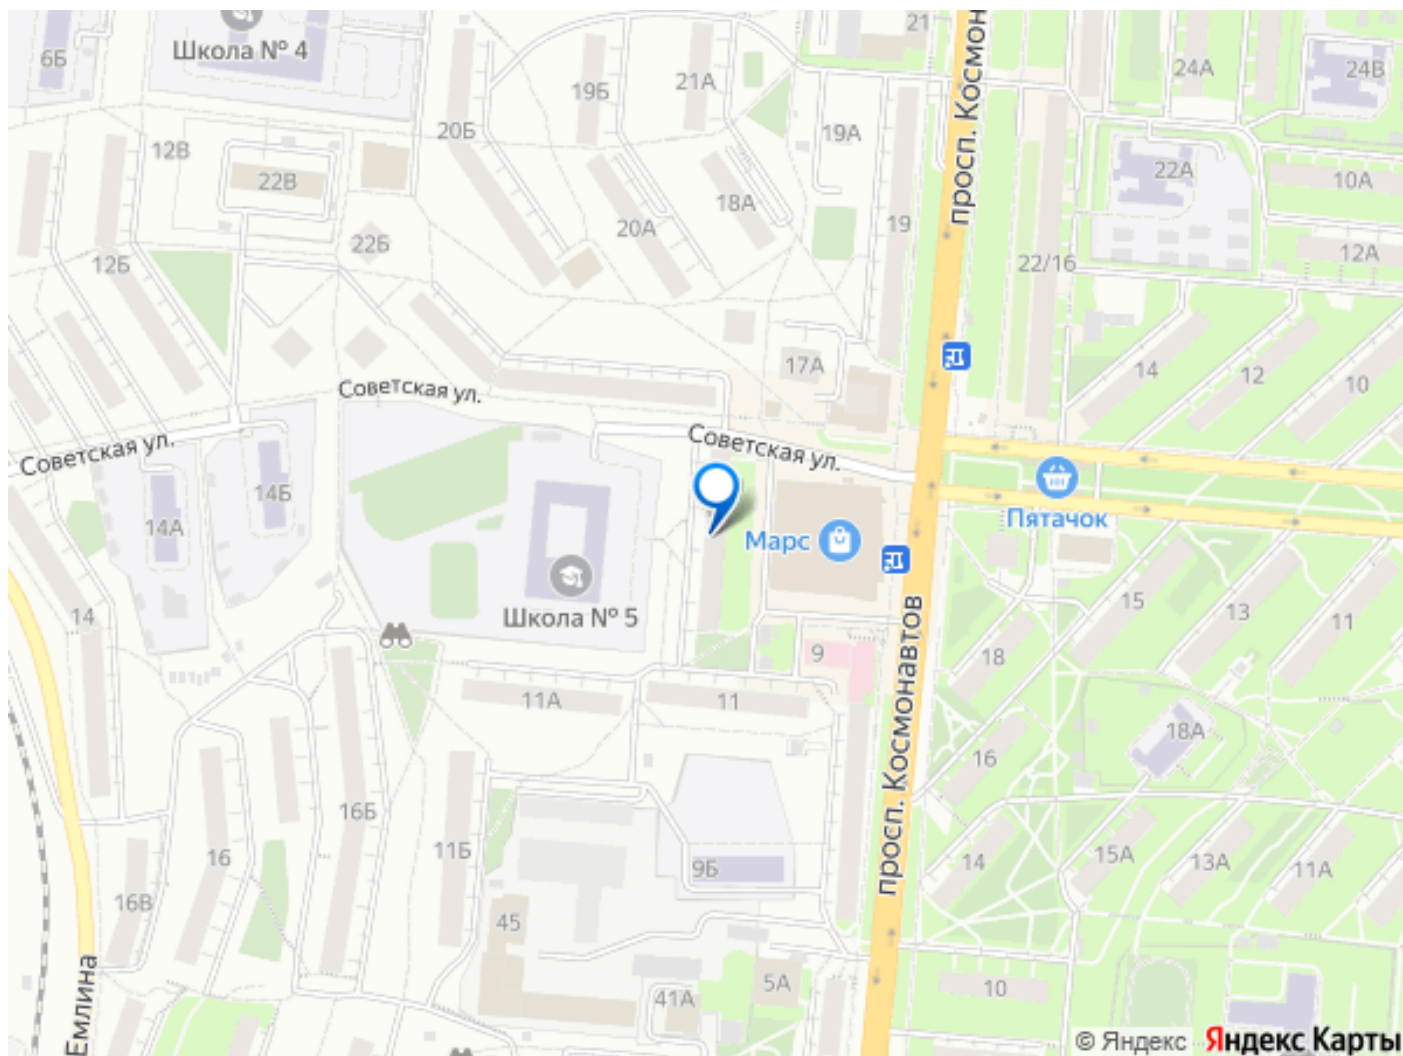 Школа № 4
6Б
21
просп. Космон
24А
24В
21А
19Б
20Б
19А
12В
22А
22В
10А
18А
20А
19
22Б
12А
12Б
22/16
17А
14
12
10
Советская ул.
Советская ул.
Советская ул.
14Б
14А
Пятачок
Марс
Школа № 5
14
15
13
11
9
18
11А
11
18А
16
просп. Космонавтов
16Б
11Б
16
14
15А
13А
11А
9Б
16В
45
5А
41А
10
Емлина
© Яндекс
Яндекс Карты